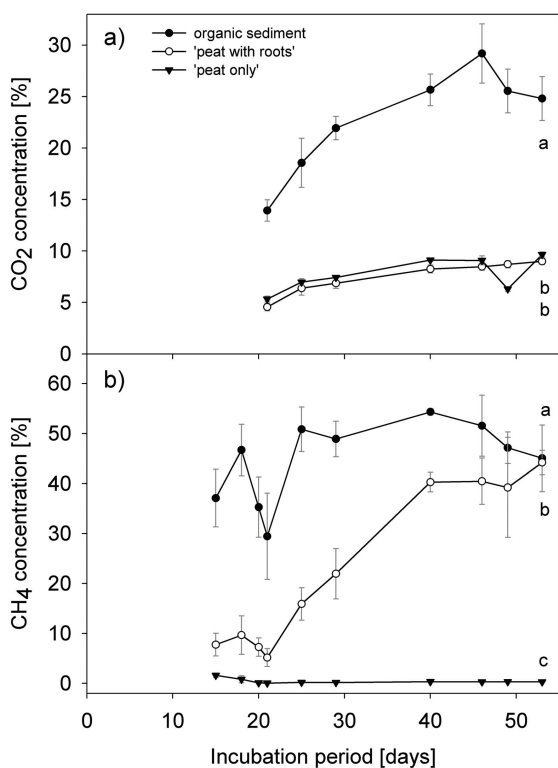 a)
organic sediment
'peat with roots'
'peat only'
CO2 concentration [%]
30
25
20
15
10
5
0
a
b
b
b)
CH4 concentration [%]
60
50
40
30
20
10
0
a
b
c
0 10 20 30 40 50
Incubation period [days]